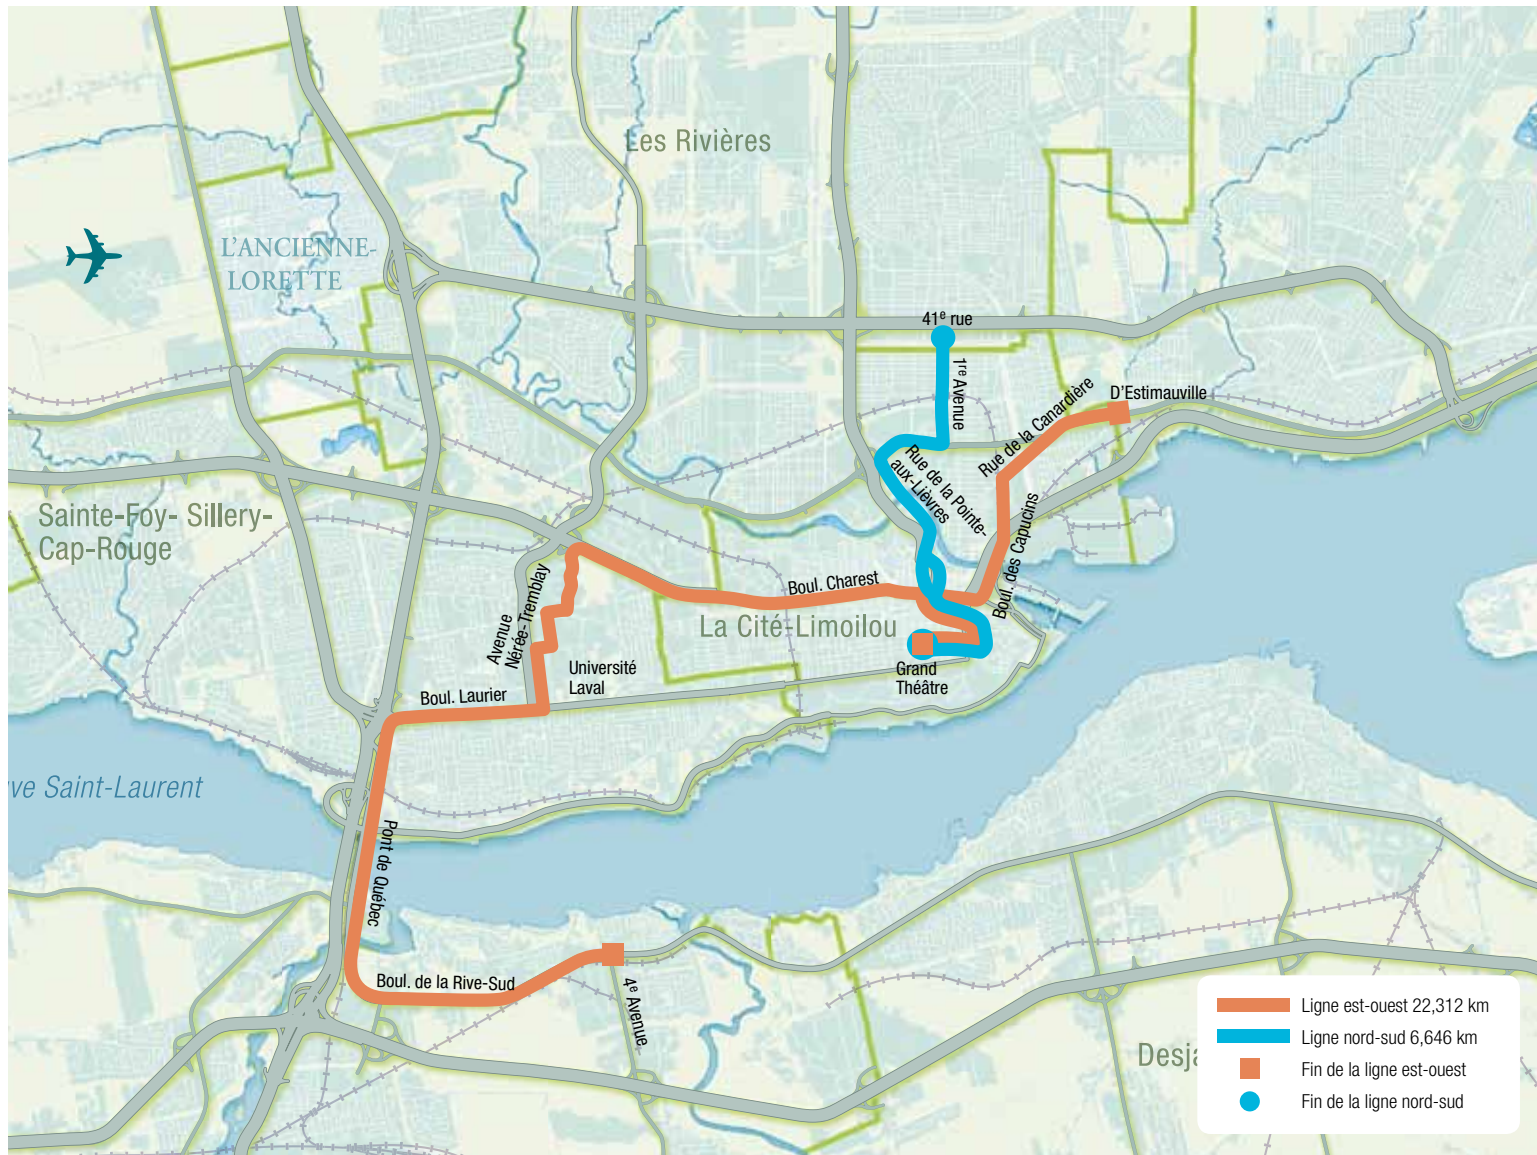 Les Rivières
L'ANCIENNE-
LORETTE
41e rue
1re Avenue
D'Estimauville
Rue de la Canardière
Rue de la Pointe-
aux-Lièvres
Sainte-Foy- Sillery-
Cap-Rouge
Boul. des Capucins
Avenue
Nérée-Tremblay
Boul. Charest
La Cité-Limoilou
Université
Laval
Grand
Théâtre
Boul. Laurier
ve Saint-Laurent
Pont de Québec
Boul. de la Rive-Sud
4e Avenue
Desja
Ligne est-ouest 22,312 km
Ligne nord-sud 6,646 km
Fin de la ligne est-ouest
Fin de la ligne nord-sud